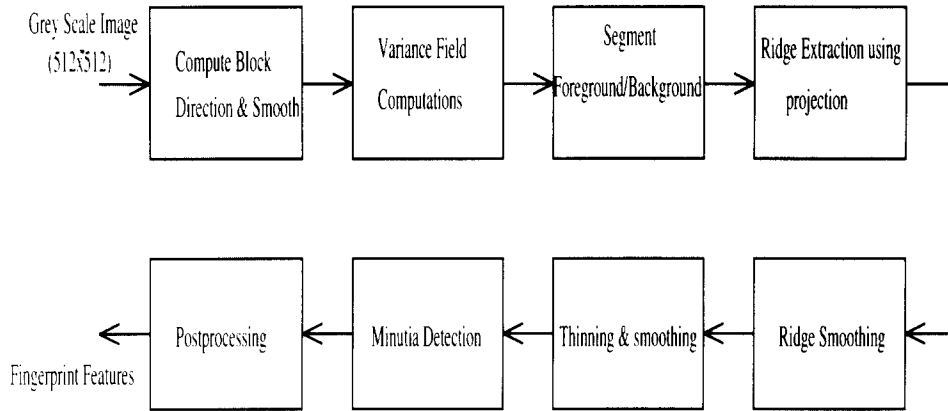 Grey Scale Image
(512x512)
Compute Block
Direction & Smooth
Variance Field
Computations
Segment
Foreground/Background
Ridge Extraction using
projection
Ridge Smoothing
Thinning & smoothing
Minutia Detection
Postprocessing
Fingerprint Features